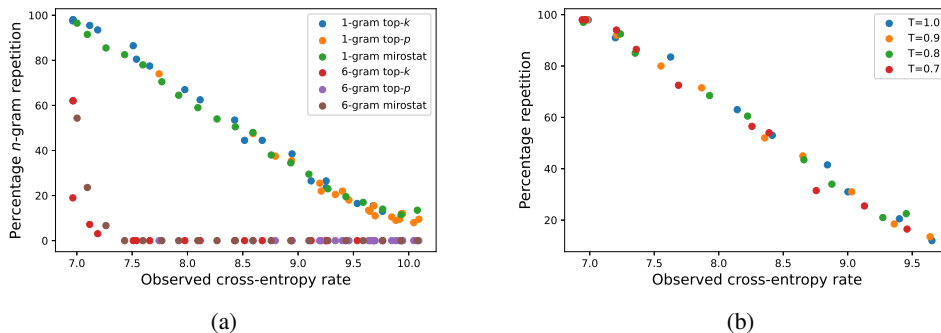 Percentage n-gram repetition
100
80
60
40
20
0
1-gram top-k
1-gram top-p
1-gram mirostat
6-gram top-k
6-gram top-p
6-gram mirostat
7.0 7.5 8.0 8.5 9.0 9.5 10.0
Observed cross-entropy rate
(a)
Percentage repetition
100
80
60
40
20
T=1.0
T=0.9
T=0.8
T=0.7
7.0 7.5 8.0 8.5 9.0 9.5
Observed cross-entropy rate
(b)